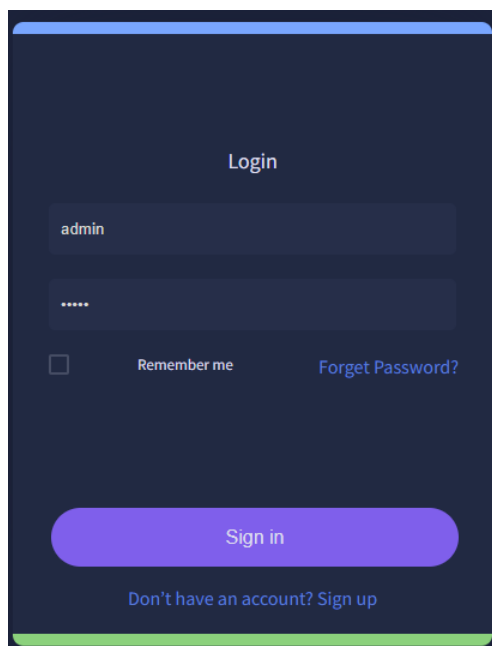 Login
admin
•••••
Remember me Forget Password?
Sign in
Don't have an account? Sign up